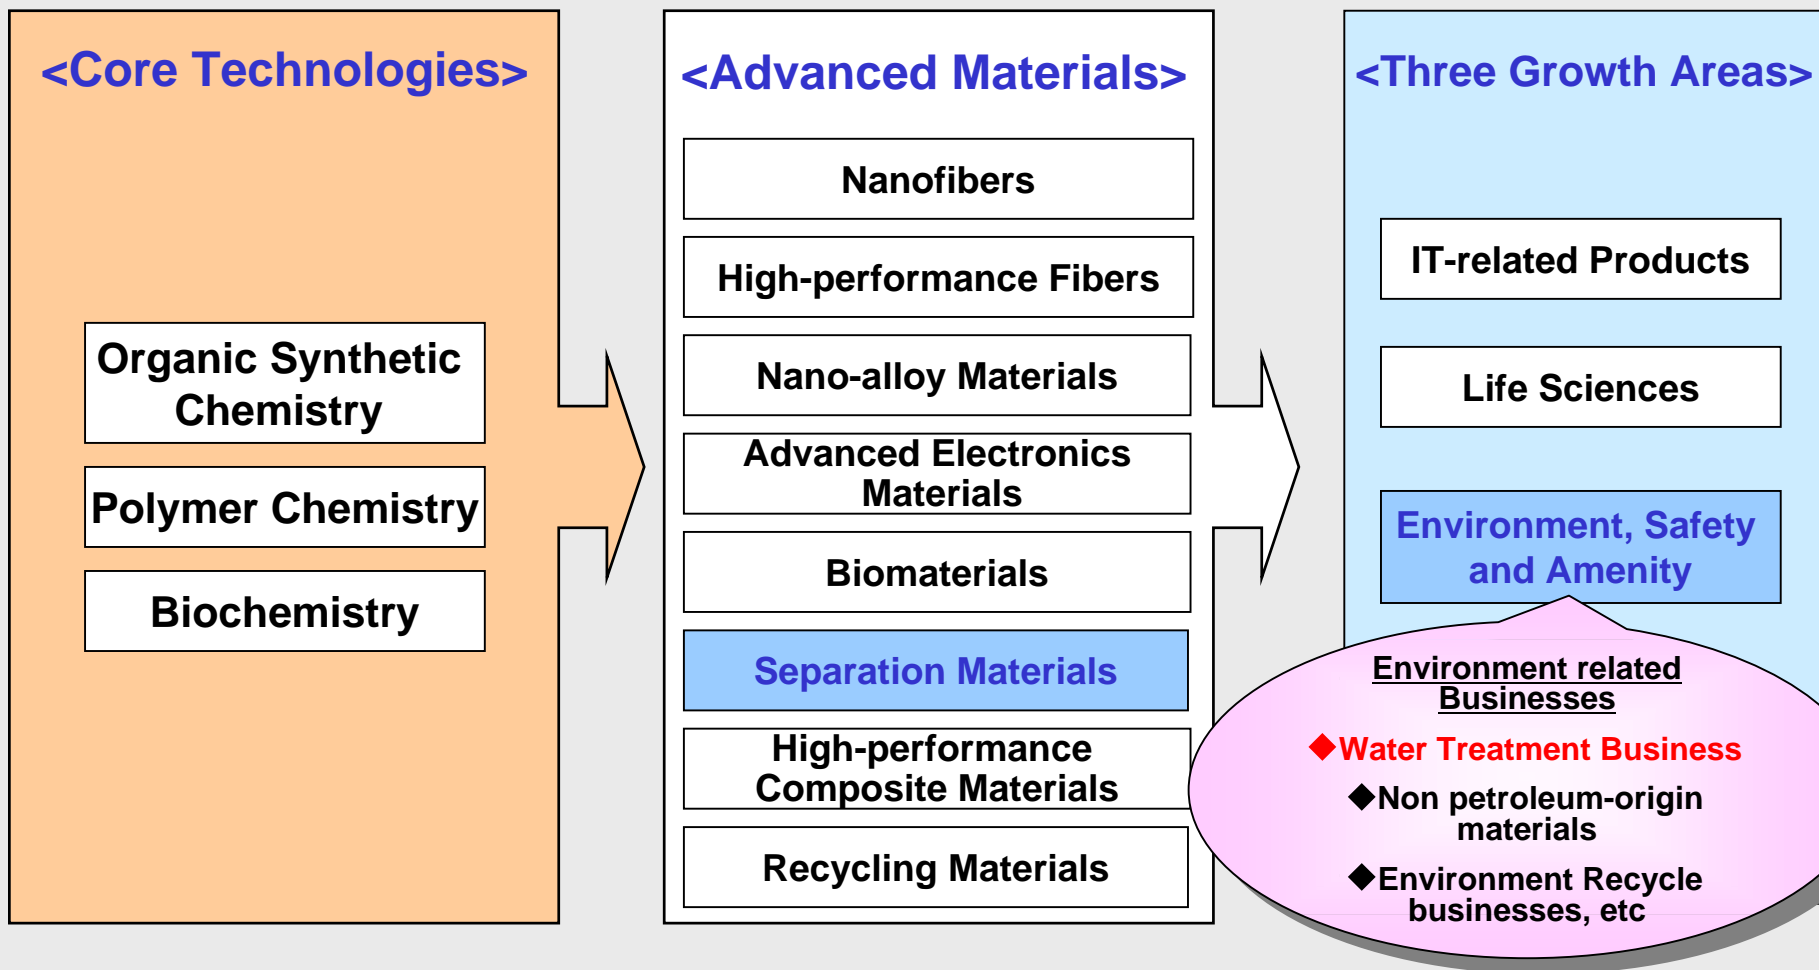 <Core Technologies>
Organic Synthetic
Chemistry
Polymer Chemistry
Biochemistry
<Advanced Materials>
Nanofibers
High-performance Fibers
Nano-alloy Materials
Advanced Electronics
Materials
Biomaterials
Separation Materials
High-performance
Composite Materials
Recycling Materials
<Three Growth Areas>
IT-related Products
Life Sciences
Environment, Safety
and Amenity
Environment related
Businesses
◆Water Treatment Business
◆Non petroleum-origin
materials
◆Environment Recycle
businesses, etc